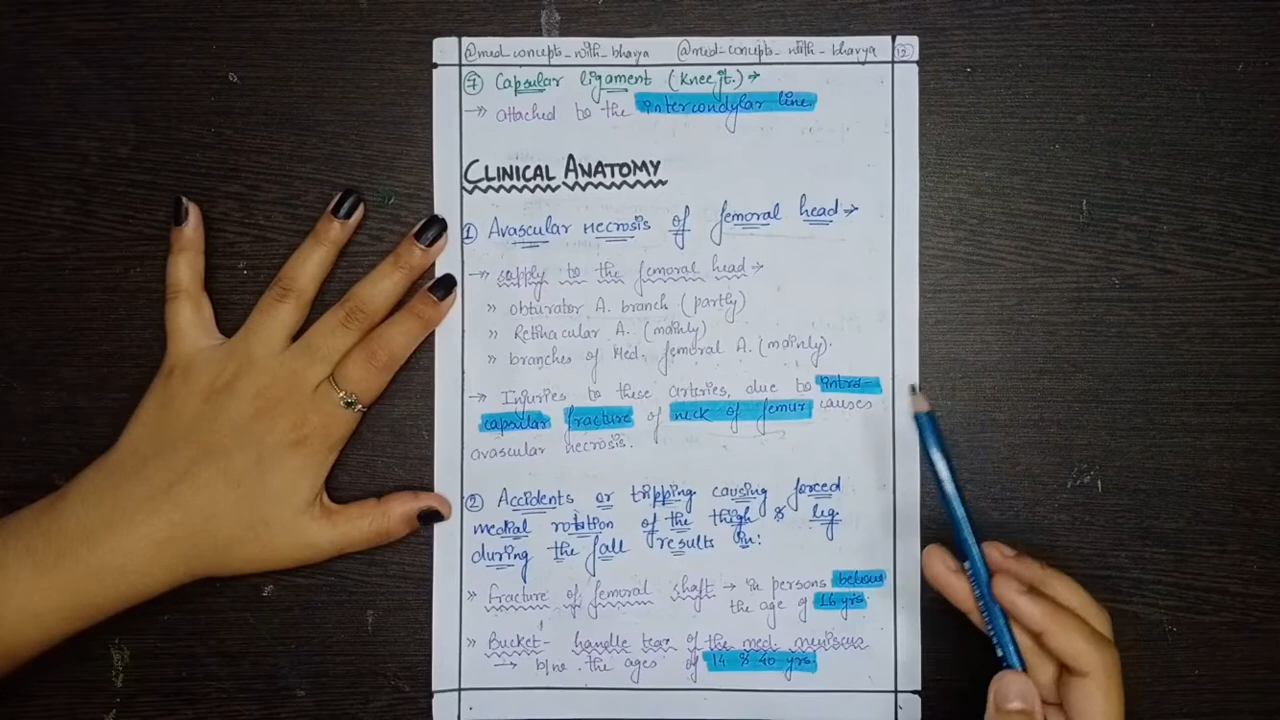 @med_concepts_with_bhavya @med_concepts_with_bhavya 12
7 Capsular ligament (Knee jt.) →
→ attached to the intercondylar line.
CLINICAL ANATOMY
1 Avascular necrosis of femoral head →
→ supply to the femoral head →
» obturator A. branch (partly)
» Retinacular A. (mainly)
» branches of Med. femoral A. (mainly).
→ Injuries to these arteries, due to intra-
capsular fracture of neck of femur causes
avascular necrosis.
2 Accidents or tripping causing forced
medial rotation of the thigh & leg
during the fall results in:
» Fracture of femoral shaft → in persons below
the age of 16 yrs.
» Bucket-handle tear of the med. meniscus
→ b/ne. the ages of 14 & 40 yrs.